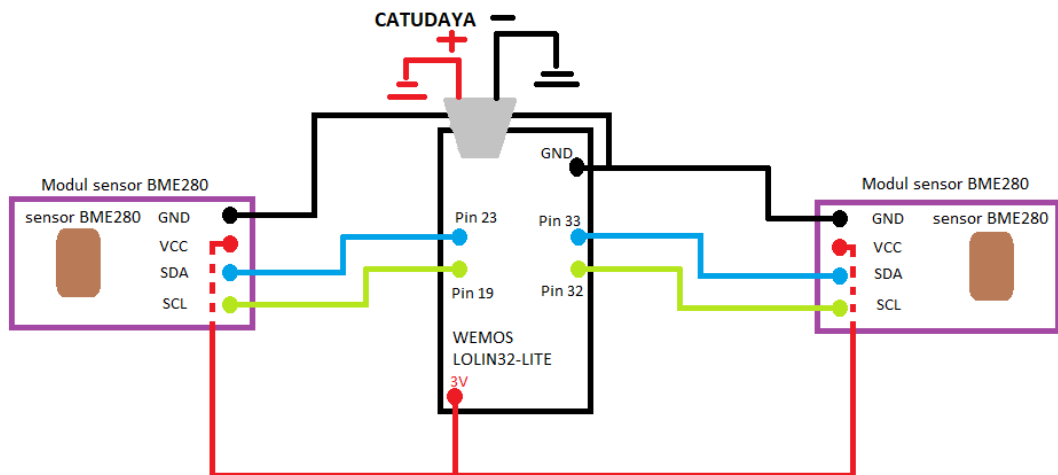 CATUDAYA
Modul sensor BME280
sensor BME280
GND
VCC
SDA
SCL
GND
Pin 23
Pin 33
Pin 19
Pin 32
WEMOS
LOLIN32-LITE
3V
Modul sensor BME280
GND
sensor BME280
VCC
SDA
SCL